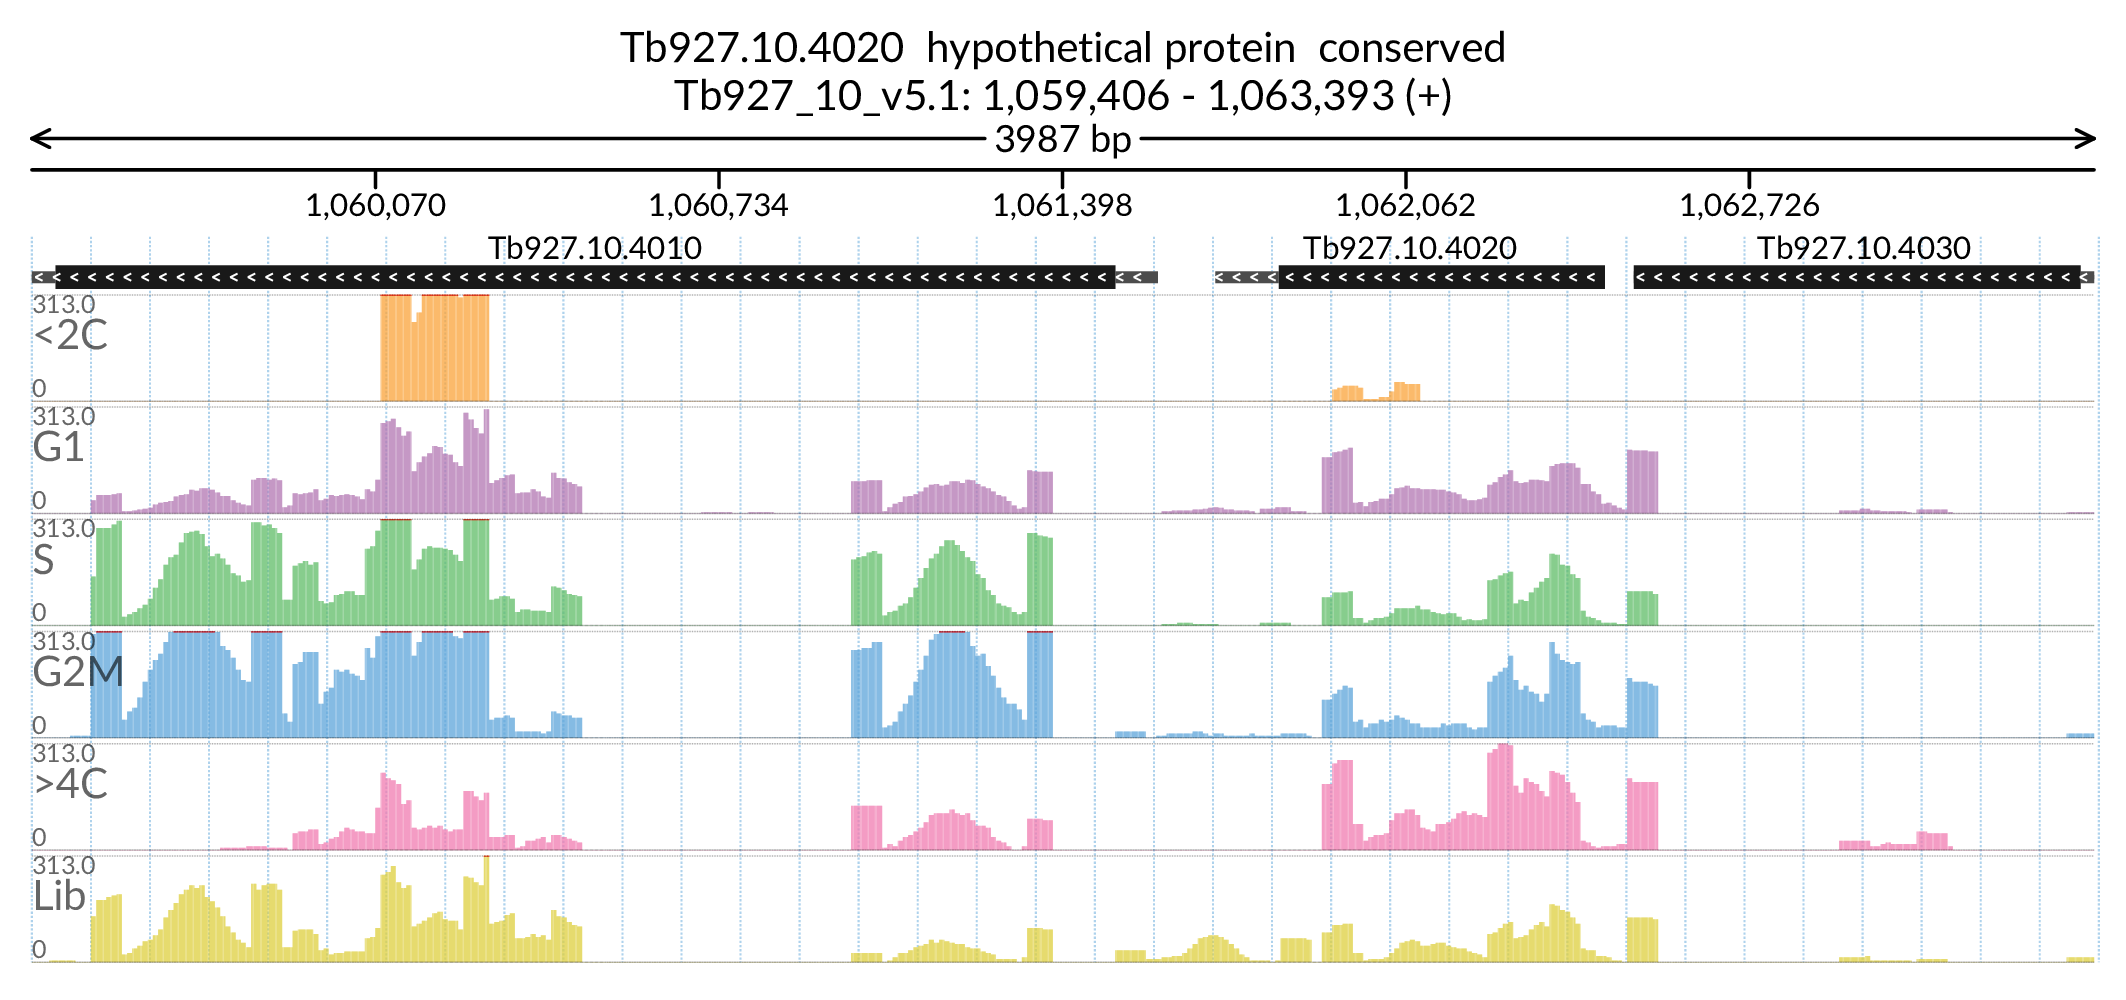 Tb927.10.4020 hypothetical protein conserved
Tb927_10_v5.1: 1,059,406 - 1,063,393 (+)
3987 bp
1,060,070 1,060,734 1,061,398 1,062,062 1,062,726
Tb927.10.4010 Tb927.10.4020 Tb927.10.4030
313.0
<2C
0
313.0
G1
0
313.0
S
0
313.0
G2M
0
313.0
>4C
0
313.0
Lib
0